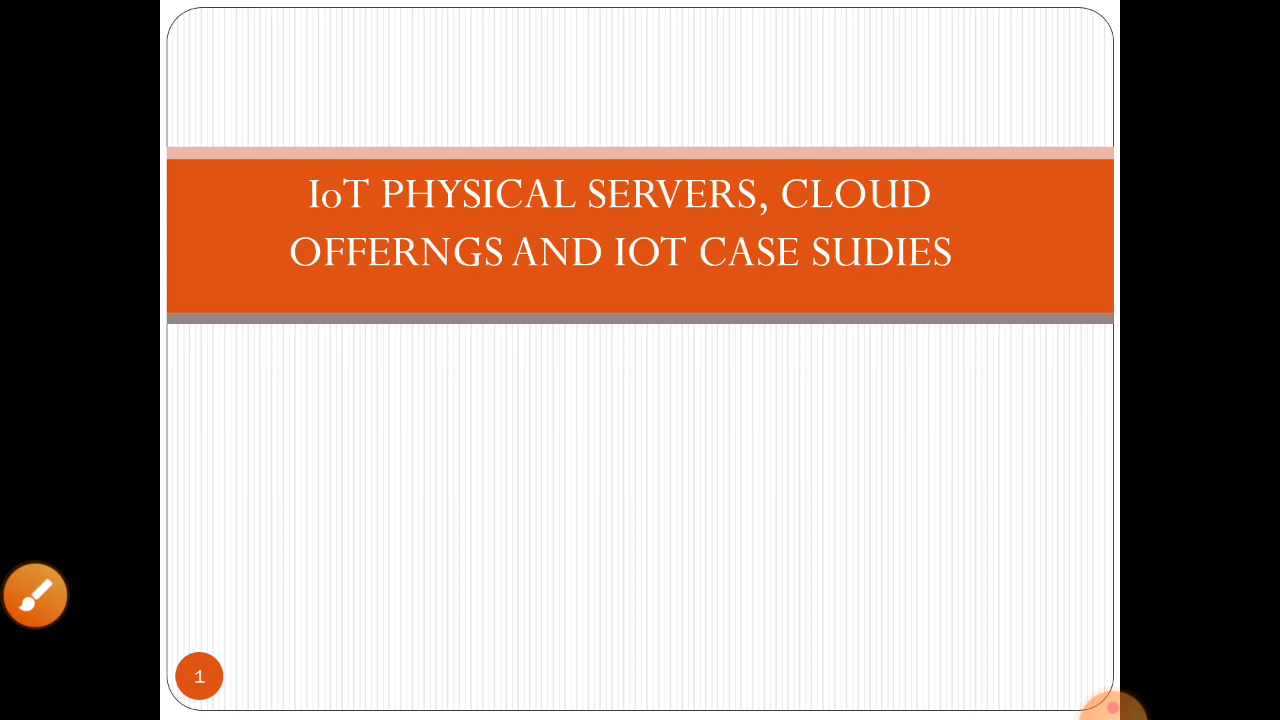 IoT PHYSICAL SERVERS, CLOUD
OFFERNGS AND IOT CASE SUDIES
1